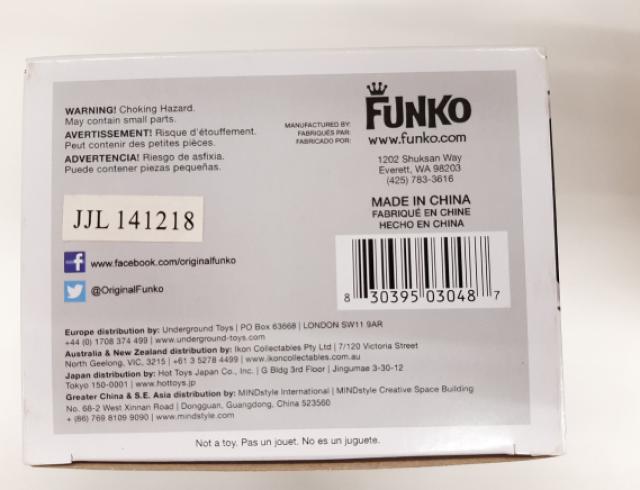 WARNING! Choking Hazard.
May contain small parts.
AVERTISSEMENT! Risque d'étouffement.
Peut contenir des petites pièces.
ADVERTENCIA! Riesgo de asfixia.
Puede contener piezas pequeñas.
MANUFACTURED BY:
FABRIQUÉS PAR:
FABRICADO POR:
FUNKO
www.funko.com
1202 Shuksan Way
Everett, WA 98203
(425) 783-3616
MADE IN CHINA
FABRIQUÉ EN CHINE
HECHO EN CHINA
JJL 141218
f www.facebook.com/originalfunko
@OriginalFunko
8 30395 03048 7
Europe distribution by: Underground Toys | PO Box 63668 | LONDON SW11 9AR
+44 (0) 1708 374 499 | www.underground-toys.com
Australia & New Zealand distribution by: Ikon Collectables Pty Ltd | 7/120 Victoria Street
North Geelong, VIC, 3215 | +61 3 5278 4499 | www.ikoncollectables.com.au
Japan distribution by: Hot Toys Japan Co., Inc. | G Bldg 3rd Floor | Jingumae 3-30-12
Tokyo 150-0001 | www.hottoys.jp
Greater China & S.E. Asia distribution by: MINDstyle International | MINDstyle Creative Space Building
No. 68-2 West Xinnan Road | Dongguan, Guangdong, China 523560
+ (86) 769 8109 9090 | www.mindstyle.com
Not a toy. Pas un jouet. No es un juguete.